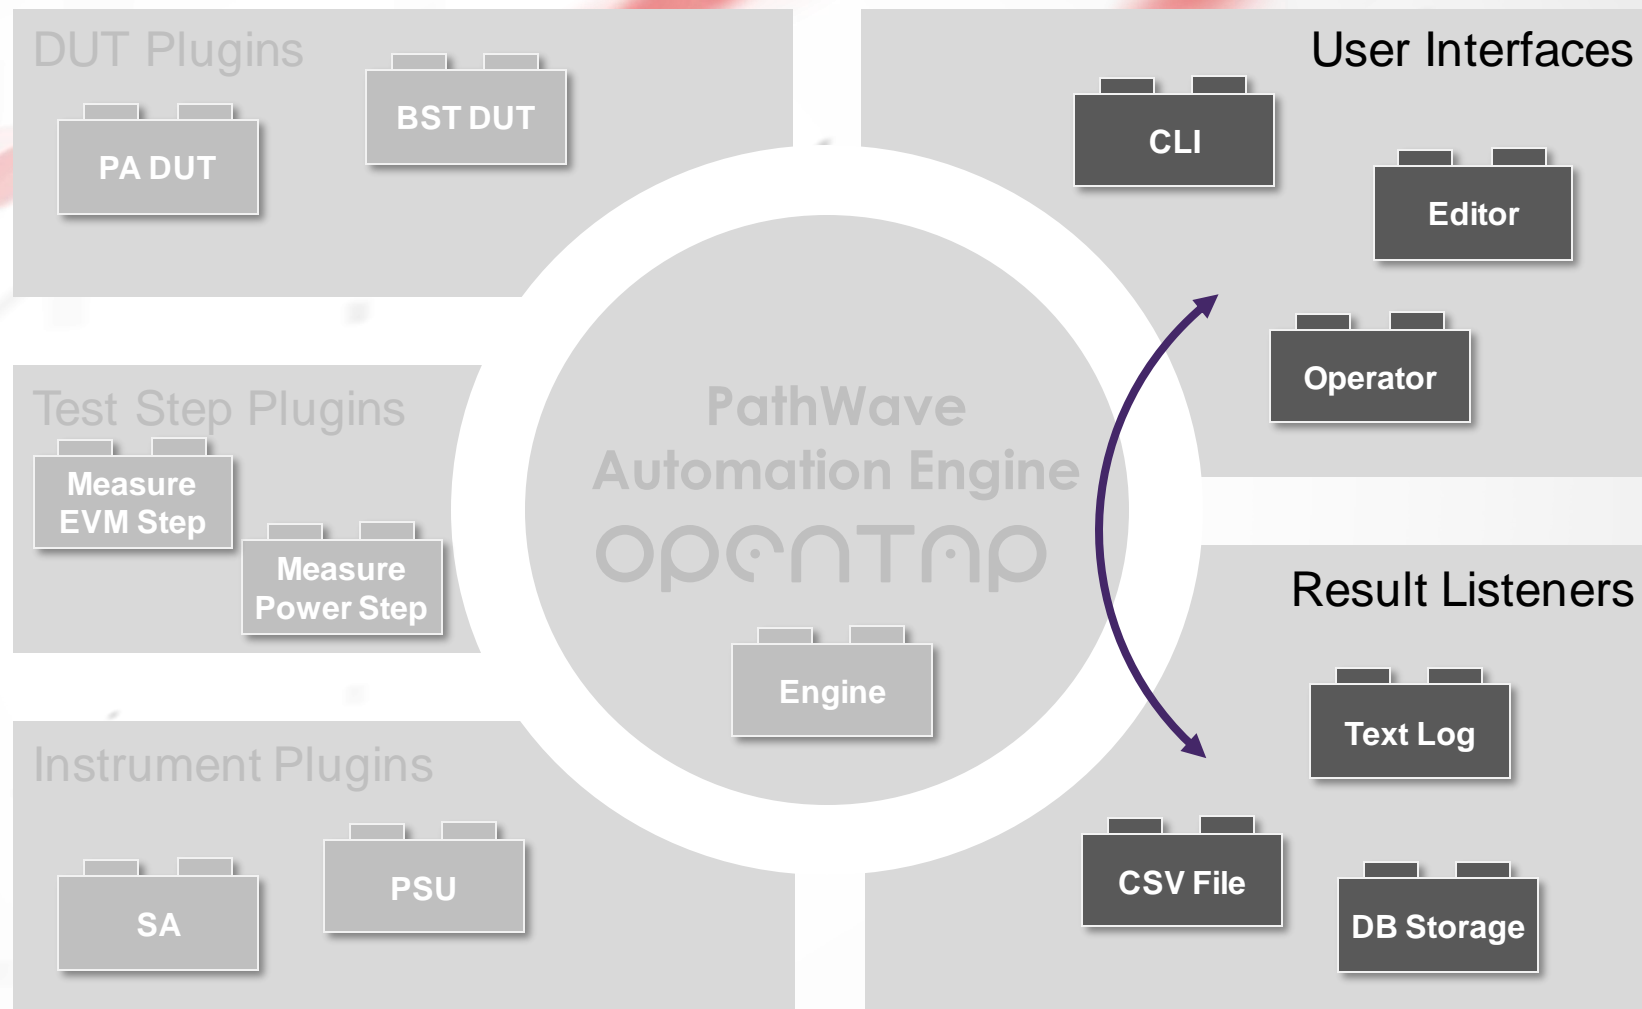 DUT Plugins
PA DUT
BST DUT
User Interfaces
CLI
Editor
Operator
Test Step Plugins
Measure
EVM Step
Measure
Power Step
PathWave
Automation Engine
OpenTAP
Engine
Result Listeners
Text Log
CSV File
DB Storage
Instrument Plugins
SA
PSU